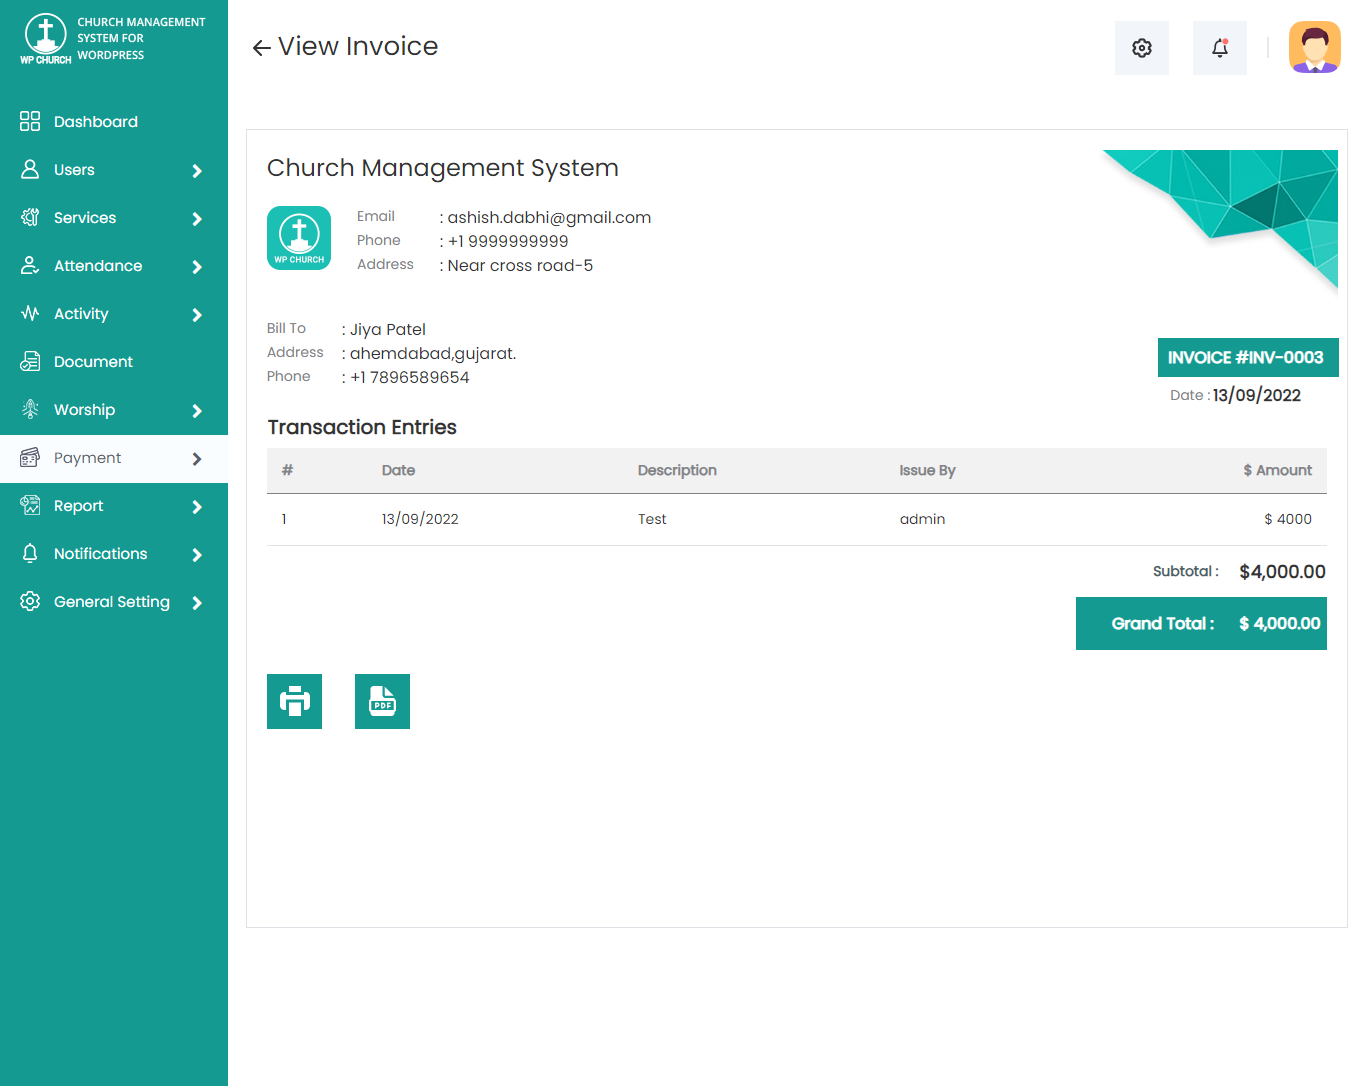 CHURCH MANAGEMENT
SYSTEM FOR
WORDPRESS
WP CHURCH
Dashboard
Users
Services
Attendance
Activity
Document
Worship
Payment
Report
Notifications
General Setting
View Invoice
Church Management System
WP CHURCH
Email : ashish.dabhi@gmail.com
Phone : +1 9999999999
Address : Near cross road-5
Bill To : Jiya Patel
Address : ahemdabad,gujarat.
Phone : +1 7896589654
INVOICE #INV-0003
Date : 13/09/2022
Transaction Entries
# Date Description Issue By $ Amount
1 13/09/2022 Test admin $ 4000
Subtotal : $4,000.00
Grand Total : $ 4,000.00
PDF